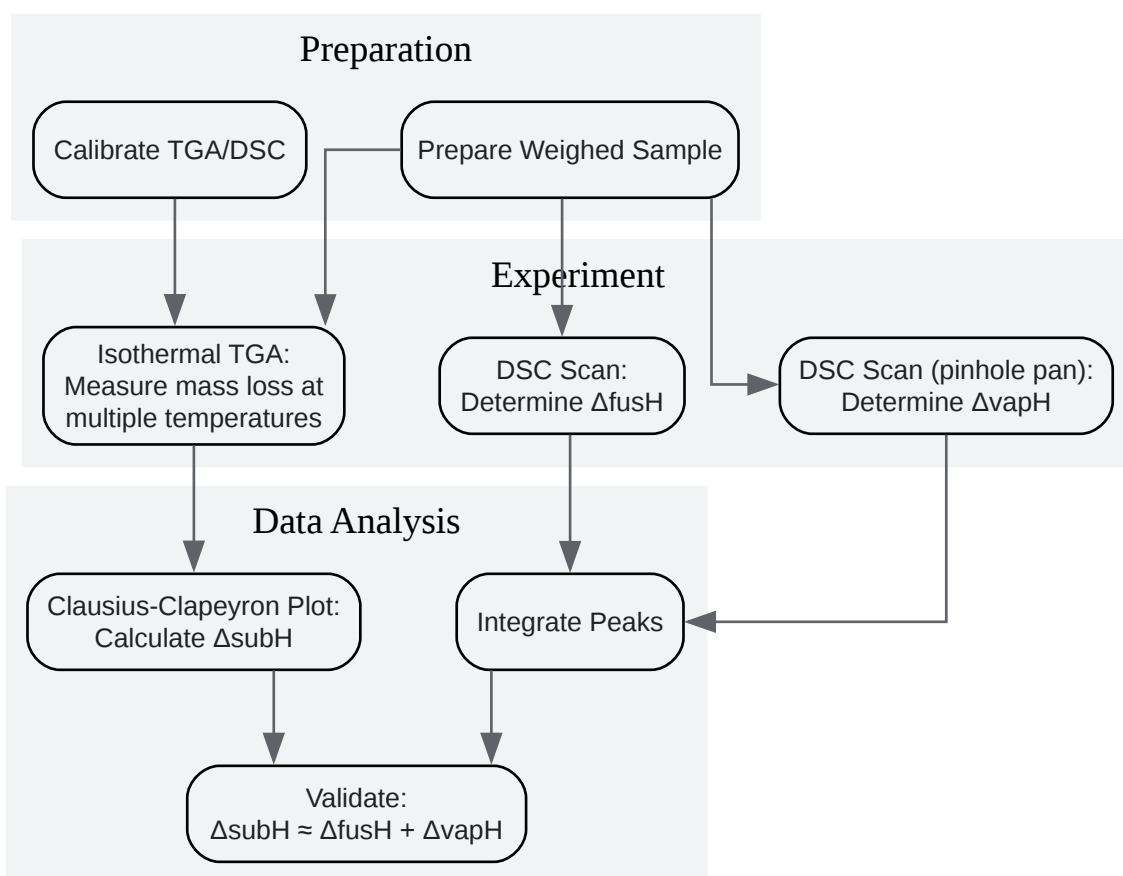 Preparation
Calibrate TGA/DSC
Prepare Weighed Sample
Experiment
Isothermal TGA:
Measure mass loss at
multiple temperatures
DSC Scan:
Determine ΔfusH
DSC Scan (pinhole pan):
Determine ΔvapH
Data Analysis
Clausius-Clapeyron Plot:
Calculate ΔsubH
Integrate Peaks
Validate:
ΔsubH ≈ ΔfusH + ΔvapH